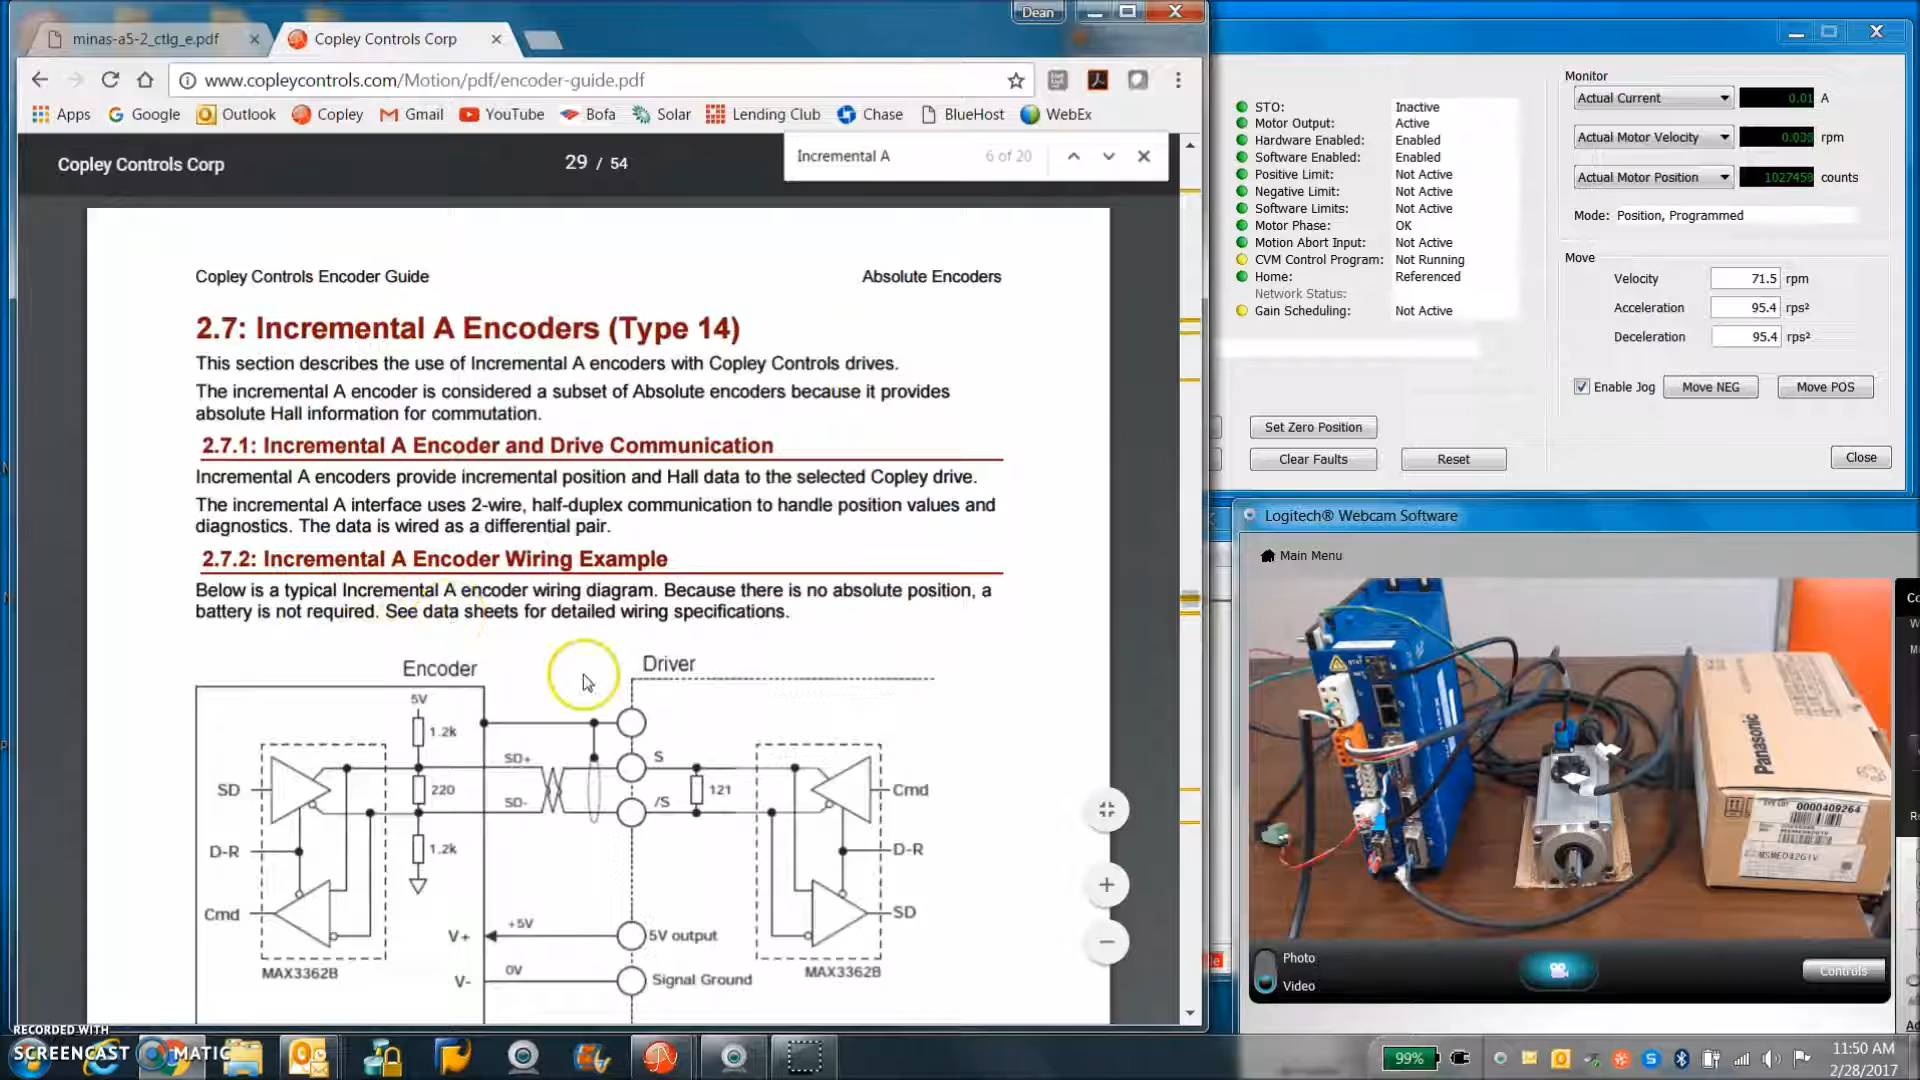 Dean
minas-a5-2_ctlg_e.pdf
Copley Controls Corp
www.copleycontrols.com/Motion/pdf/encoder-guide.pdf
Apps Google Outlook Copley Gmail YouTube Bofa Solar Lending Club Chase BlueHost WebEx
Copley Controls Corp
29 / 54
Incremental A 6 of 20
Copley Controls Encoder Guide Absolute Encoders
2.7: Incremental A Encoders (Type 14)
This section describes the use of Incremental A encoders with Copley Controls drives.
The incremental A encoder is considered a subset of Absolute encoders because it provides
absolute Hall information for commutation.
2.7.1: Incremental A Encoder and Drive Communication
Incremental A encoders provide incremental position and Hall data to the selected Copley drive.
The incremental A interface uses 2-wire, half-duplex communication to handle position values and
diagnostics. The data is wired as a differential pair.
2.7.2: Incremental A Encoder Wiring Example
Below is a typical Incremental A encoder wiring diagram. Because there is no absolute position, a
battery is not required. See data sheets for detailed wiring specifications.
Encoder Driver
5V
1.2k
SD+ S
SD 220 121 Cmd
SD- /S
D-R 1.2k D-R
Cmd SD
V+ +5V 5V output
MAX3362B MAX3362B
V- 0V Signal Ground
STO: Inactive
Motor Output: Active
Hardware Enabled: Enabled
Software Enabled: Enabled
Positive Limit: Not Active
Negative Limit: Not Active
Software Limits: Not Active
Motor Phase: OK
Motion Abort Input: Not Active
CVM Control Program: Not Running
Home: Referenced
Network Status:
Gain Scheduling: Not Active
Monitor
Actual Current 0.01 A
Actual Motor Velocity rpm
Actual Motor Position 1027459 counts
Mode: Position, Programmed
Move
Velocity 71.5 rpm
Acceleration 95.4 rps²
Deceleration 95.4 rps²
Enable Jog Move NEG Move POS
Set Zero Position
Clear Faults Reset Close
Logitech® Webcam Software
Main Menu
Panasonic
0000409264
Photo
Video
Controls
RECORDED WITH
SCREENCAST MATIC
99%
11:50 AM
2/28/2017